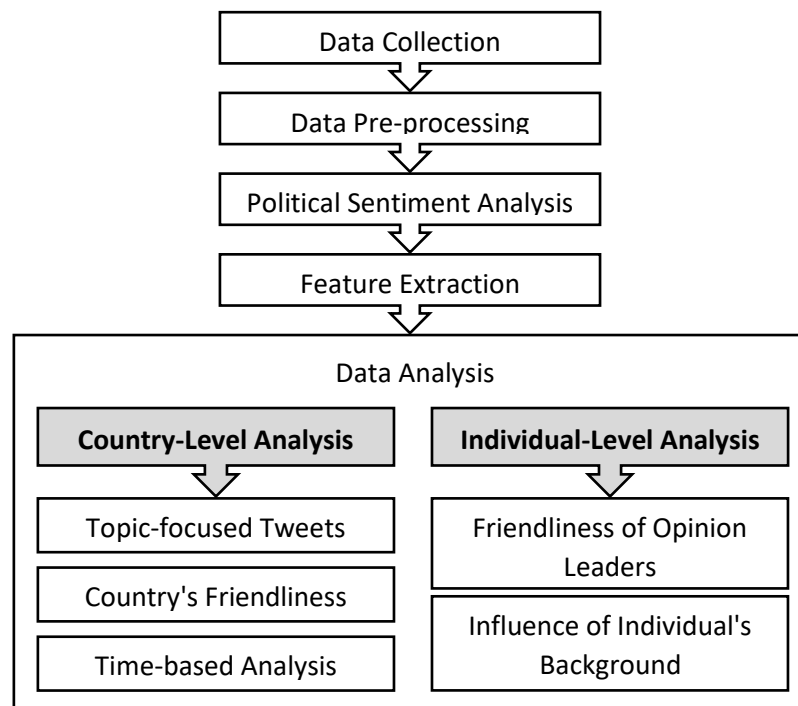 Data Collection
Data Pre-processing
Political Sentiment Analysis
Feature Extraction
Data Analysis
Country-Level Analysis
Topic-focused Tweets
Country's Friendliness
Time-based Analysis
Individual-Level Analysis
Friendliness of Opinion
Leaders
Influence of Individual's
Background